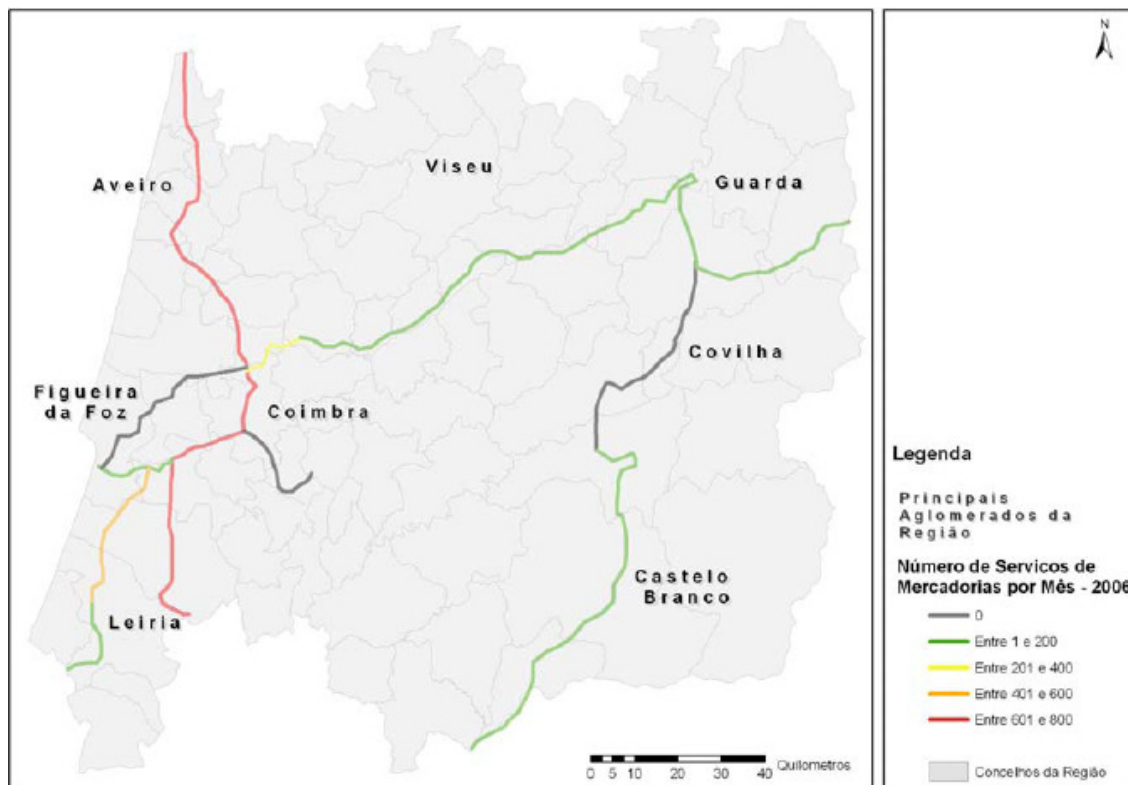 N
Aveiro
Viseu
Guarda
Covilha
Figueira
da Foz
Coimbra
Castelo
Branco
Leiria
0 5 10 20 30 40
Quilometros
Legenda
Principais
Aglomerados da
Região
Número de Servicos de
Mercadorias por Mês - 2006
0
Entre 1 e 200
Entre 201 e 400
Entre 401 e 600
Entre 601 e 800
Concelhos da Região